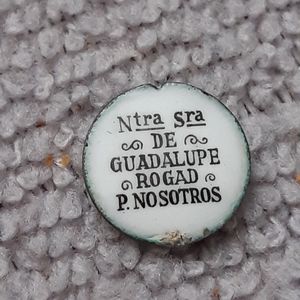 Ntra Sra
DE
GUADALUPE
ROGAD
P. NOSOTROS